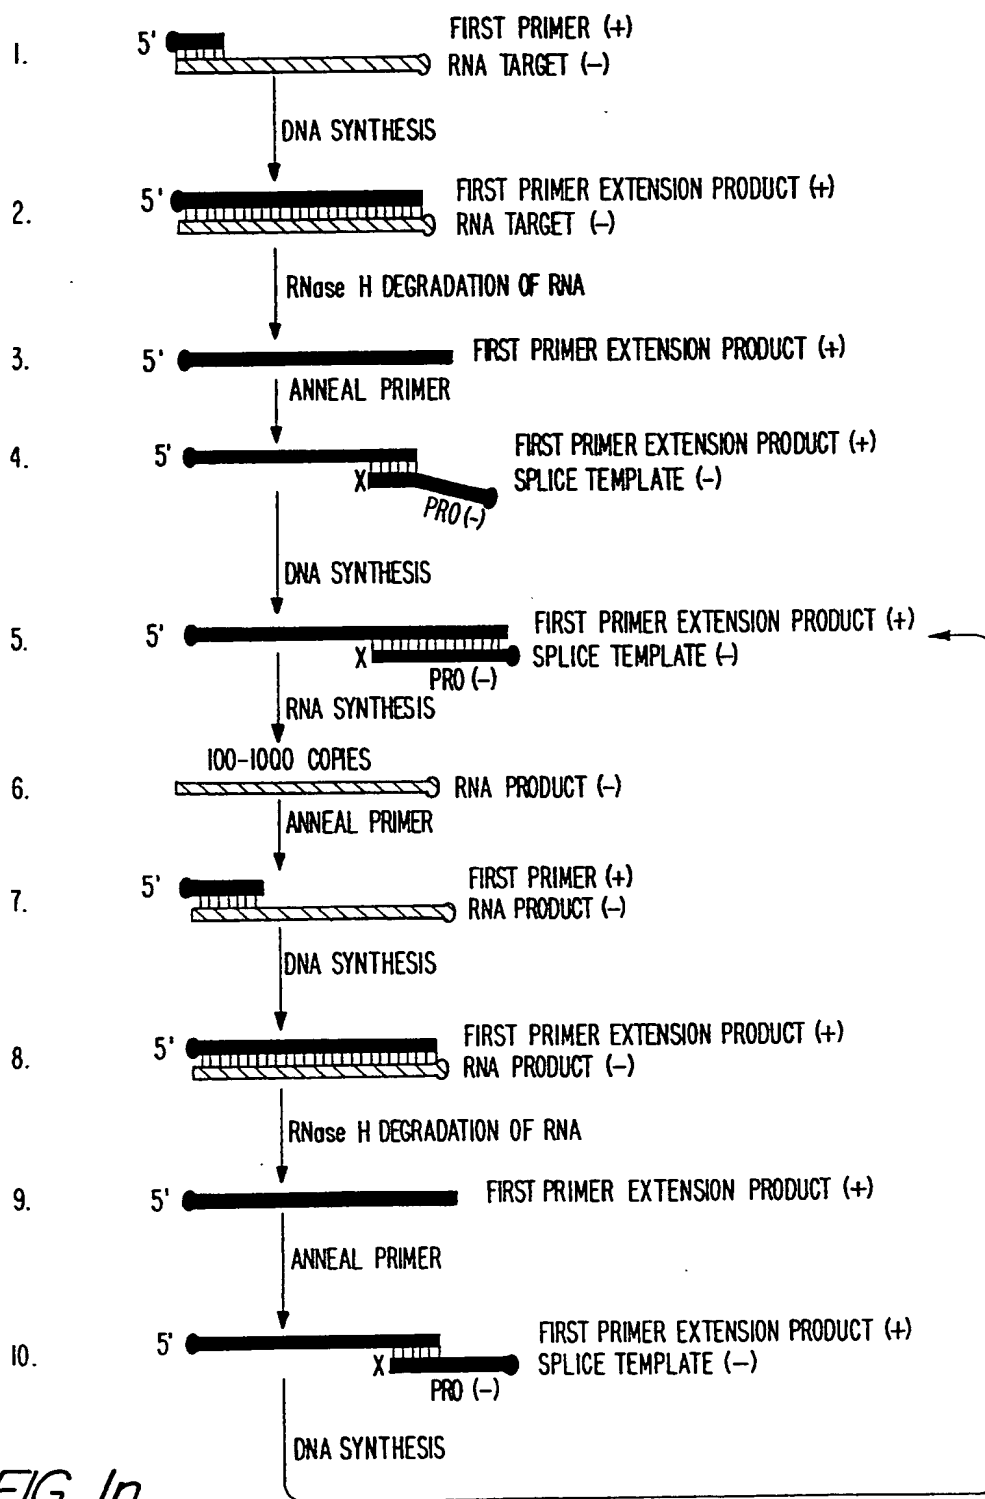 1.
5'
FIRST PRIMER (+)
RNA TARGET (-)
DNA SYNTHESIS
2.
5'
FIRST PRIMER EXTENSION PRODUCT (+)
RNA TARGET (-)
RNase H DEGRADATION OF RNA
3.
5'
FIRST PRIMER EXTENSION PRODUCT (+)
ANNEAL PRIMER
4.
5'
FIRST PRIMER EXTENSION PRODUCT (+)
X
SPLICE TEMPLATE (-)
PRO (-)
DNA SYNTHESIS
5.
5'
FIRST PRIMER EXTENSION PRODUCT (+)
X
SPLICE TEMPLATE (-)
PRO (-)
RNA SYNTHESIS
100-1000 COPIES
6.
RNA PRODUCT (-)
ANNEAL PRIMER
7.
5'
FIRST PRIMER (+)
RNA PRODUCT (-)
DNA SYNTHESIS
8.
5'
FIRST PRIMER EXTENSION PRODUCT (+)
RNA PRODUCT (-)
RNase H DEGRADATION OF RNA
9.
5'
FIRST PRIMER EXTENSION PRODUCT (+)
ANNEAL PRIMER
10.
5'
FIRST PRIMER EXTENSION PRODUCT (+)
X
SPLICE TEMPLATE (-)
PRO (-)
DNA SYNTHESIS
FIG. 1n